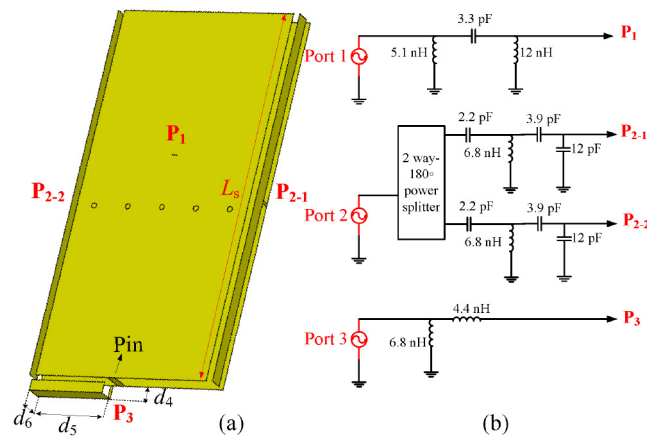 P1
P2-2
Ls
P2-1
Pin
P3
d4
d6
d5
(a)
3.3 pF
P1
Port 1
5.1 nH
12 nH
2.2 pF
3.9 pF
P2-1
6.8 nH
12 pF
2 way-
180°
power
splitter
Port 2
2.2 pF
3.9 pF
P2-2
6.8 nH
12 pF
4.4 nH
P3
Port 3
6.8 nH
(b)